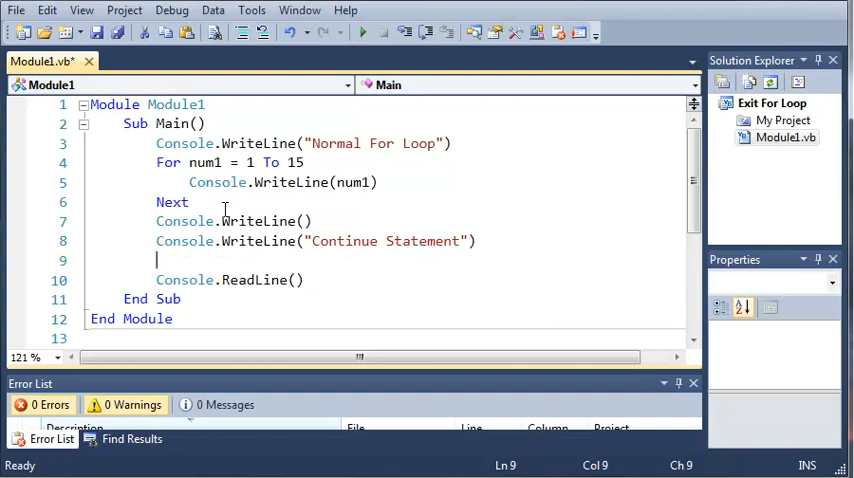 File Edit View Project Debug Data Tools Window Help
Module1.vb*
Module1 Main
1 Module Module1
2 Sub Main()
3 Console.WriteLine("Normal For Loop")
4 For num1 = 1 To 15
5 Console.WriteLine(num1)
6 Next
7 Console.WriteLine()
8 Console.WriteLine("Continue Statement")
9
10 Console.ReadLine()
11 End Sub
12 End Module
13
121 %
Solution Explorer
Exit For Loop
My Project
Module1.vb
Properties
Error List
0 Errors 0 Warnings 0 Messages
Description File Line Column Project
Error List Find Results
Ready Ln 9 Col 9 Ch 9 INS